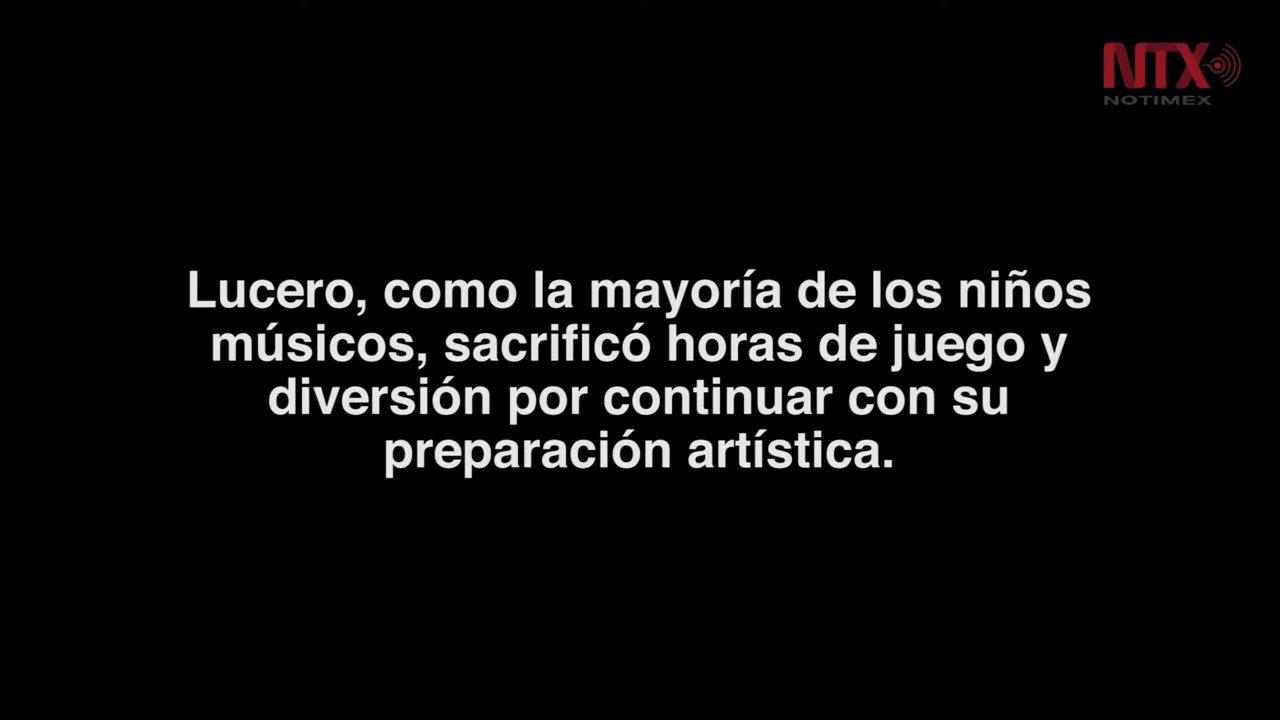 NTX
NOTIMEX
Lucero, como la mayoría de los niños
músicos, sacrificó horas de juego y
diversión por continuar con su
preparación artística.